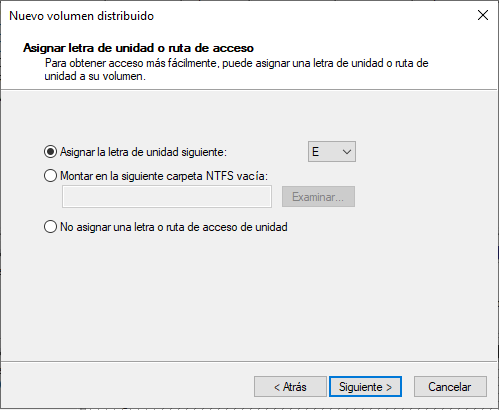 Nuevo volumen distribuido
Asignar letra de unidad o ruta de acceso
Para obtener acceso más fácilmente, puede asignar una letra de unidad o ruta de
unidad a su volumen.
Asignar la letra de unidad siguiente: E
Montar en la siguiente carpeta NTFS vacía:
Examinar...
No asignar una letra o ruta de acceso de unidad
< Atrás Siguiente > Cancelar